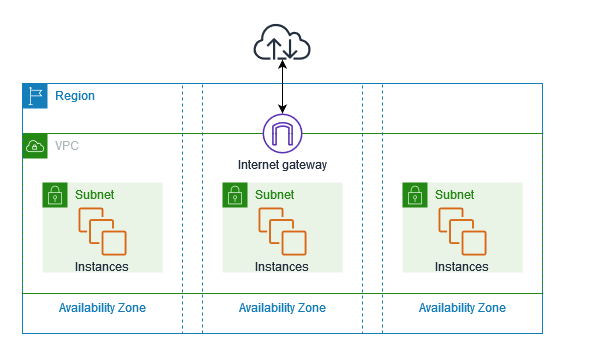 Region
VPC
Internet gateway
Subnet
Subnet
Subnet
Instances
Instances
Instances
Availability Zone
Availability Zone
Availability Zone